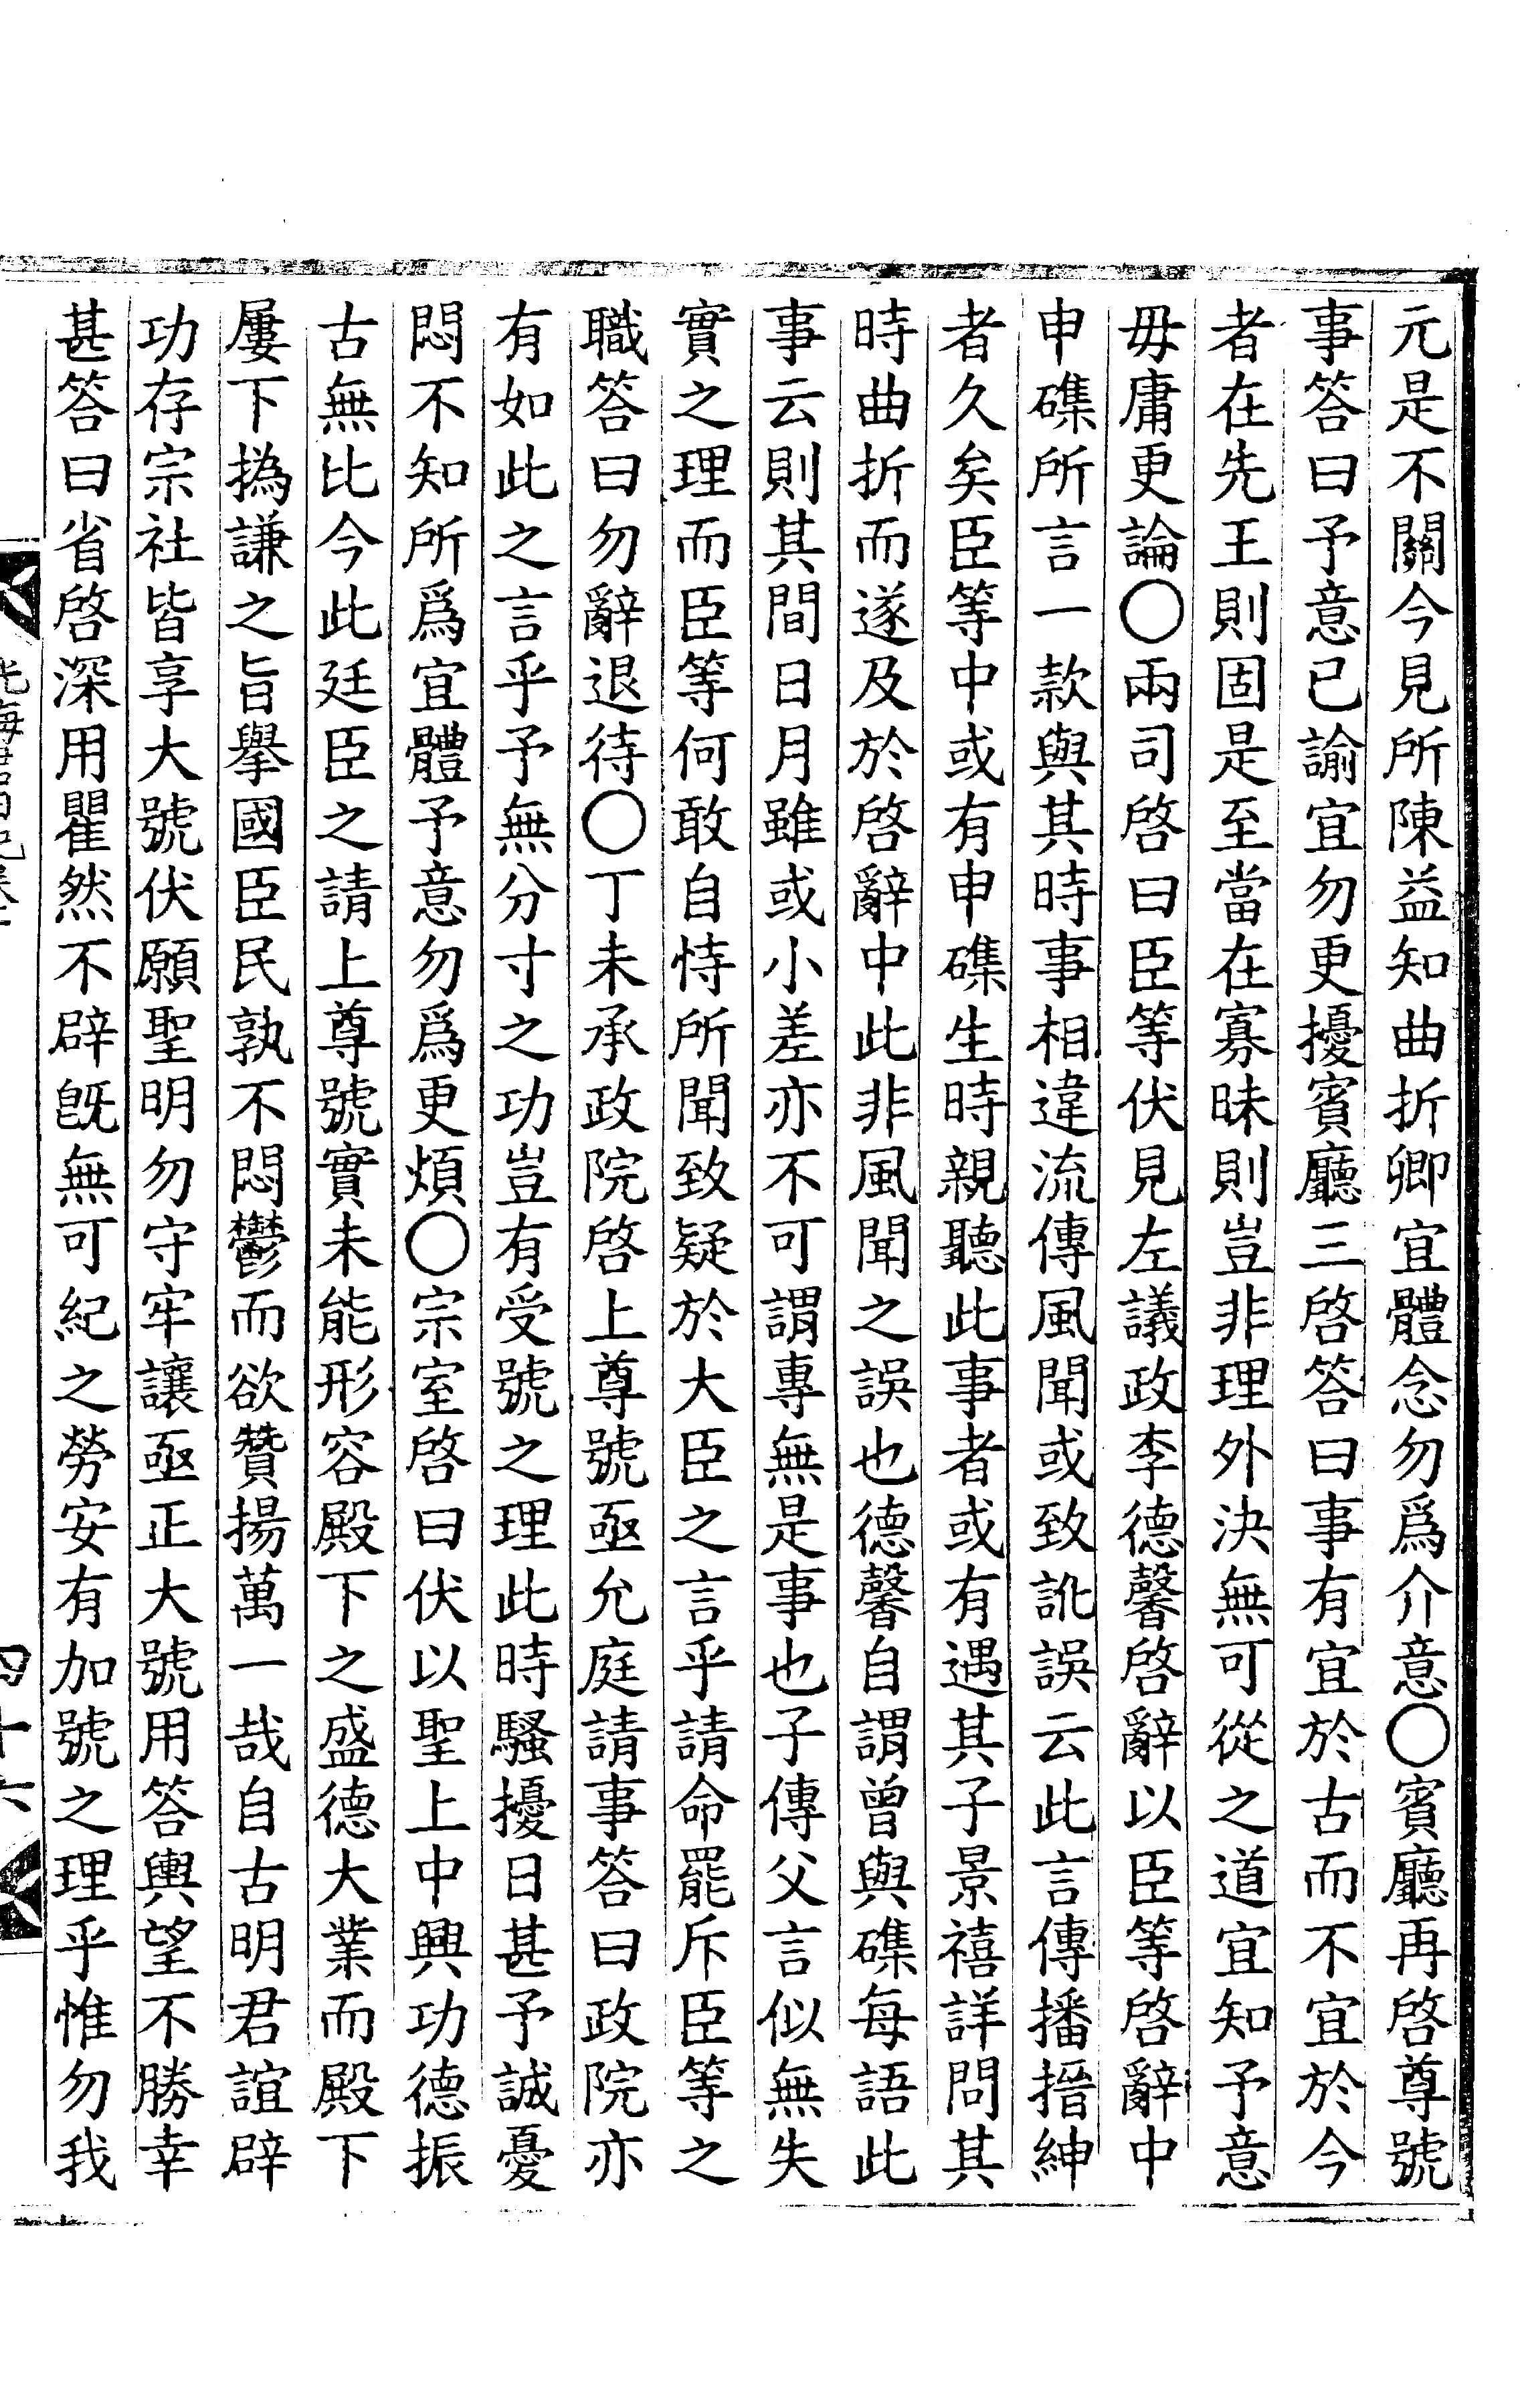 元是不關今見所陳益知曲折卿宜體念勿爲介意○賓廳再啓尊號
事答曰予意已諭宜勿更擾賓廳三啓答曰事有宜於古而不宜於今
者在先王則固是至當在寡昧則豈非理外決無可從之道宜知予意
毋庸更論○兩司啓曰臣等伏見左議政李德馨啓辭以臣等啓辭中
申磼所言一款與其時事相違流傳風聞或致訛誤云此言傳播搢紳
者久矣臣等中或有申磼生時親聽此事者或有遇其子景禧詳問其
時曲折而遂及於啓辭中此非風聞之誤也德馨自謂曾與磼每語此
事云則其間日月雖或小差亦不可謂專無是事也子傳父言似無失
實之理而臣等何敢自恃所聞致疑於大臣之言乎請命罷斥臣等之
職答曰勿辭退待○丁未承政院啓上尊號亟允庭請事答曰政院亦
有如此之言乎予無分寸之功豈有受號之理此時騷擾日甚予誠憂
悶不知所爲宜體予意勿爲更煩○宗室啓曰伏以聖上中興功德振
古無比今此廷臣之請上尊號實未能形容殿下之盛德大業而殿下
屢下撝謙之旨擧國臣民孰不悶鬱而欲贊揚萬一哉自古明君誼辟
功存宗社皆享大號伏願聖明勿守牢讓亟正大號用答輿望不勝幸
甚答曰省啓深用瞿然不辟旣無可紀之勞安有加號之理乎惟勿我
光海君日記卷
四十六